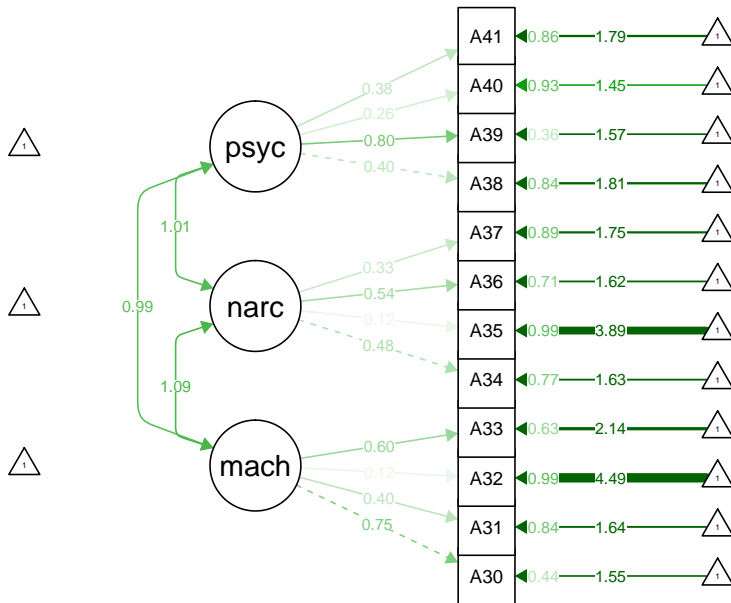 A41 0.86 1.79 1
0.38
A40 0.93 1.45 1
0.26
psyc 0.80 A39 0.36 1.57 1
1
0.40
A38 0.84 1.81 1
1.01
A37 0.89 1.75 1
0.33
0.54 A36 0.71 1.62 1
0.99 1 narc
0.12 A35 0.99 3.89 1
0.48
A34 0.77 1.63 1
1.09
0.60 A33 0.63 2.14 1
1 mach
0.12 A32 0.99 4.49 1
0.40
0.75
A31 0.84 1.64 1
A30 0.44 1.55 1